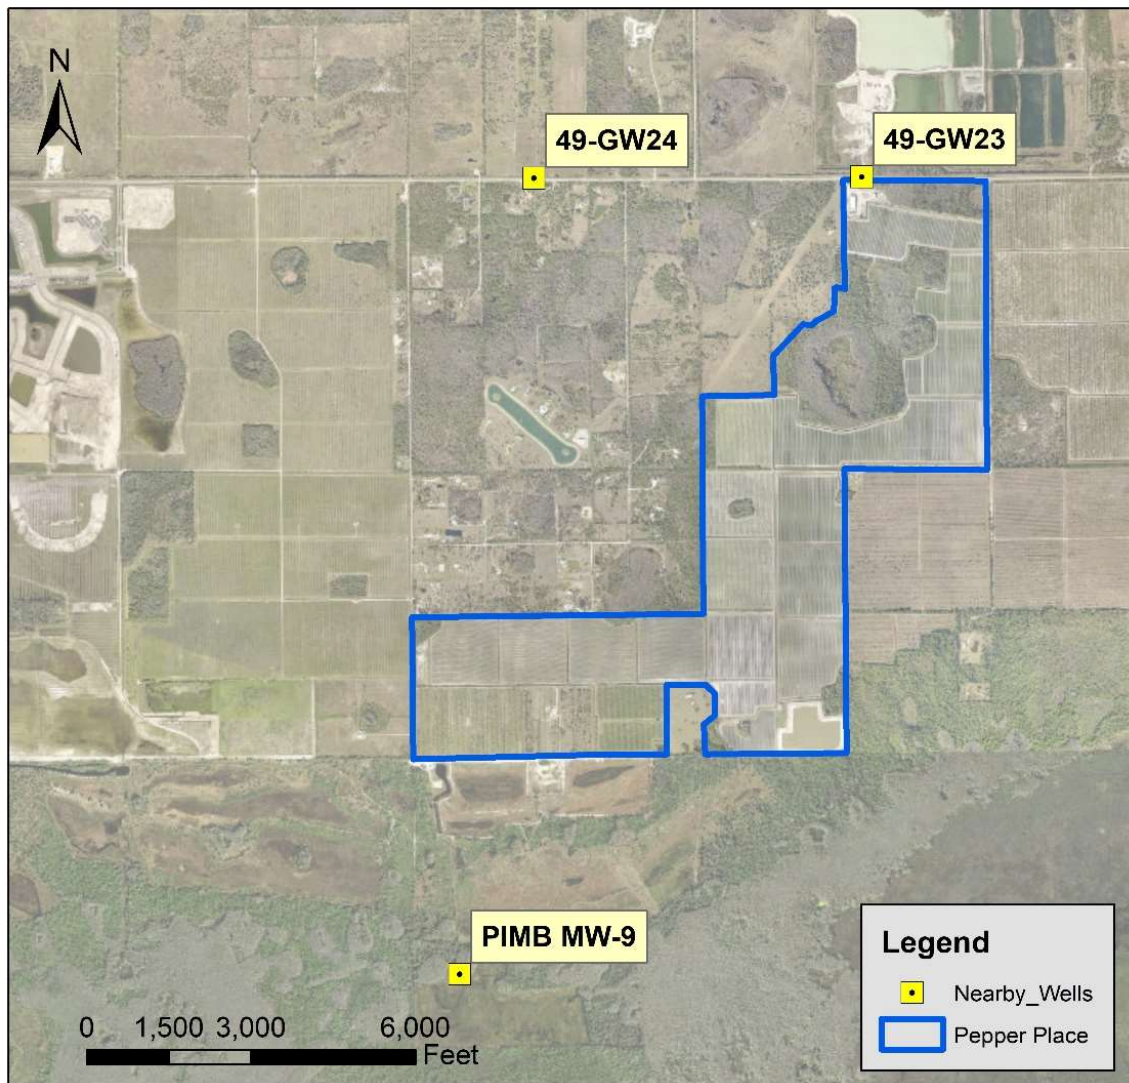 N
49-GW24
49-GW23
PIMB MW-9
0 1,500 3,000 6,000
Feet
Legend
Nearby_Wells
Pepper Place